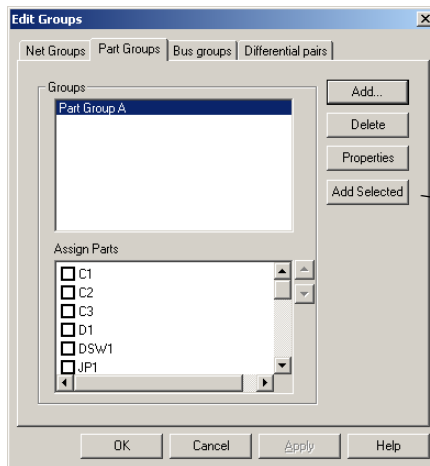 Edit Groups
Net Groups Part Groups Bus groups Differential pairs
Groups
Part Group A
Add...
Delete
Properties
Add Selected
Assign Parts
C1
C2
C3
D1
DSW1
JP1
OK Cancel Apply Help